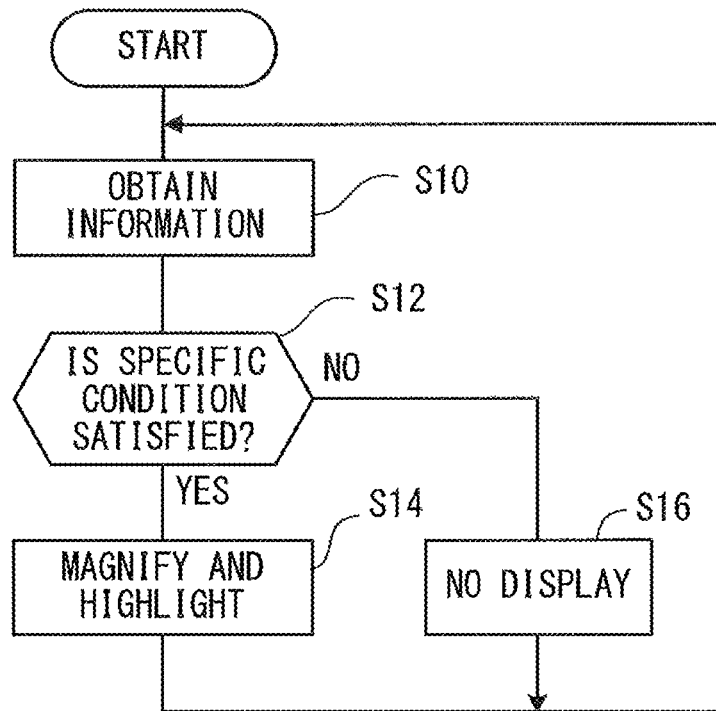 START
OBTAIN
INFORMATION
S10
S12
IS SPECIFIC
CONDITION
SATISFIED?
NO
YES
S14
MAGNIFY AND
HIGHLIGHT
S16
NO DISPLAY